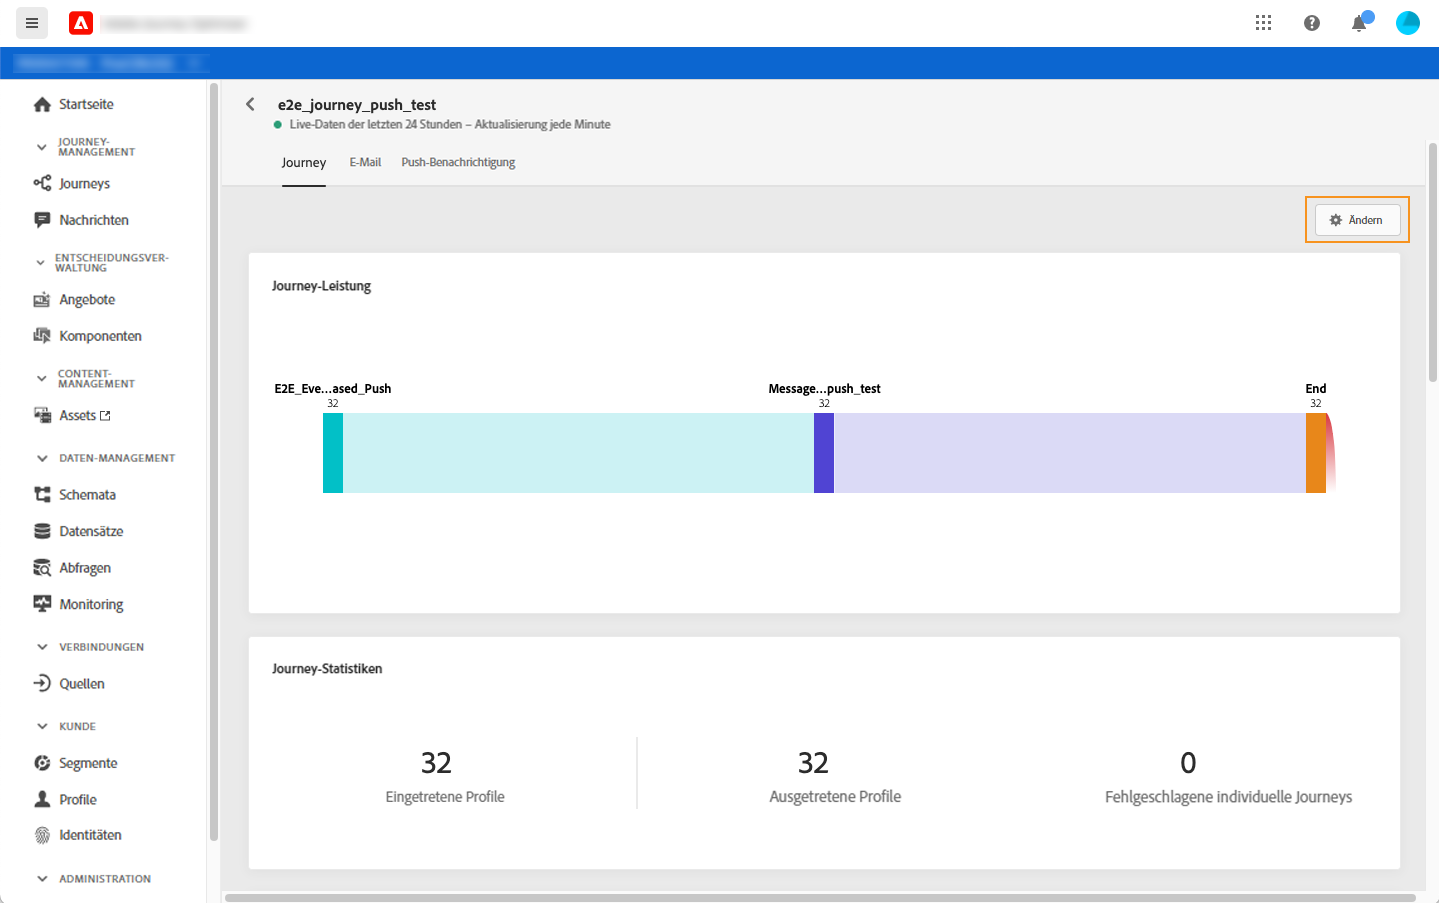 Startseite
JOURNEY-
MANAGEMENT
Journeys
Nachrichten
ENTSCHEIDUNGSVER-
WALTUNG
Angebote
Komponenten
CONTENT-
MANAGEMENT
Assets
DATEN-MANAGEMENT
Schemata
Datensätze
Abfragen
Monitoring
VERBINDUNGEN
Quellen
KUNDE
Segmente
Profile
Identitäten
ADMINISTRATION
e2e_journey_push_test
Live-Daten der letzten 24 Stunden – Aktualisierung jede Minute
Journey E-Mail Push-Benachrichtigung
Ändern
Journey-Leistung
E2E_Eve...ased_Push Message...push_test End
32 32 32
Journey-Statistiken
32 32 0
Eingetretene Profile Ausgetretene Profile Fehlgeschlagene individuelle Journeys